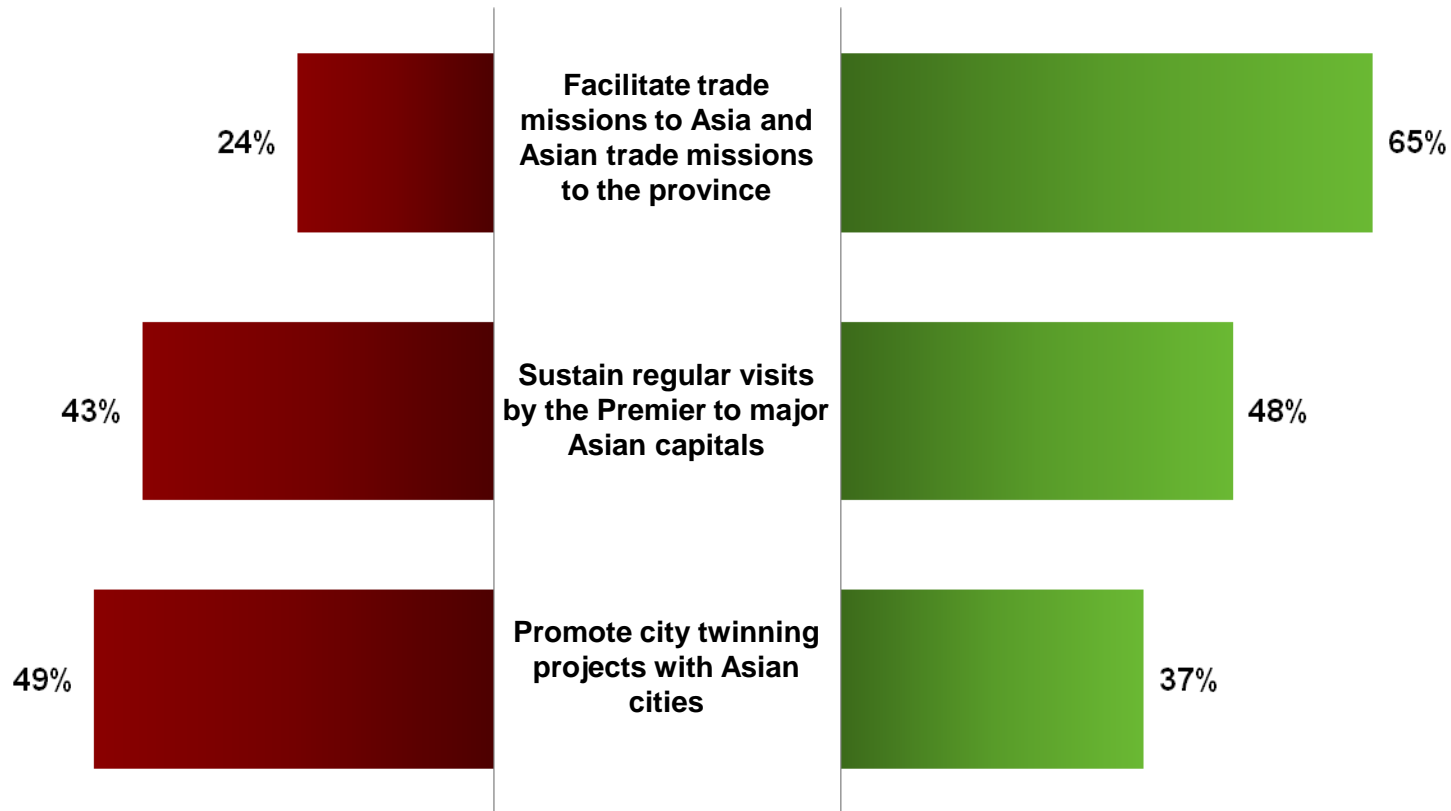 Facilitate trade
missions to Asia and
Asian trade missions
to the province
24%
65%
Sustain regular visits
by the Premier to major
Asian capitals
43%
48%
Promote city twinning
projects with Asian
cities
49%
37%